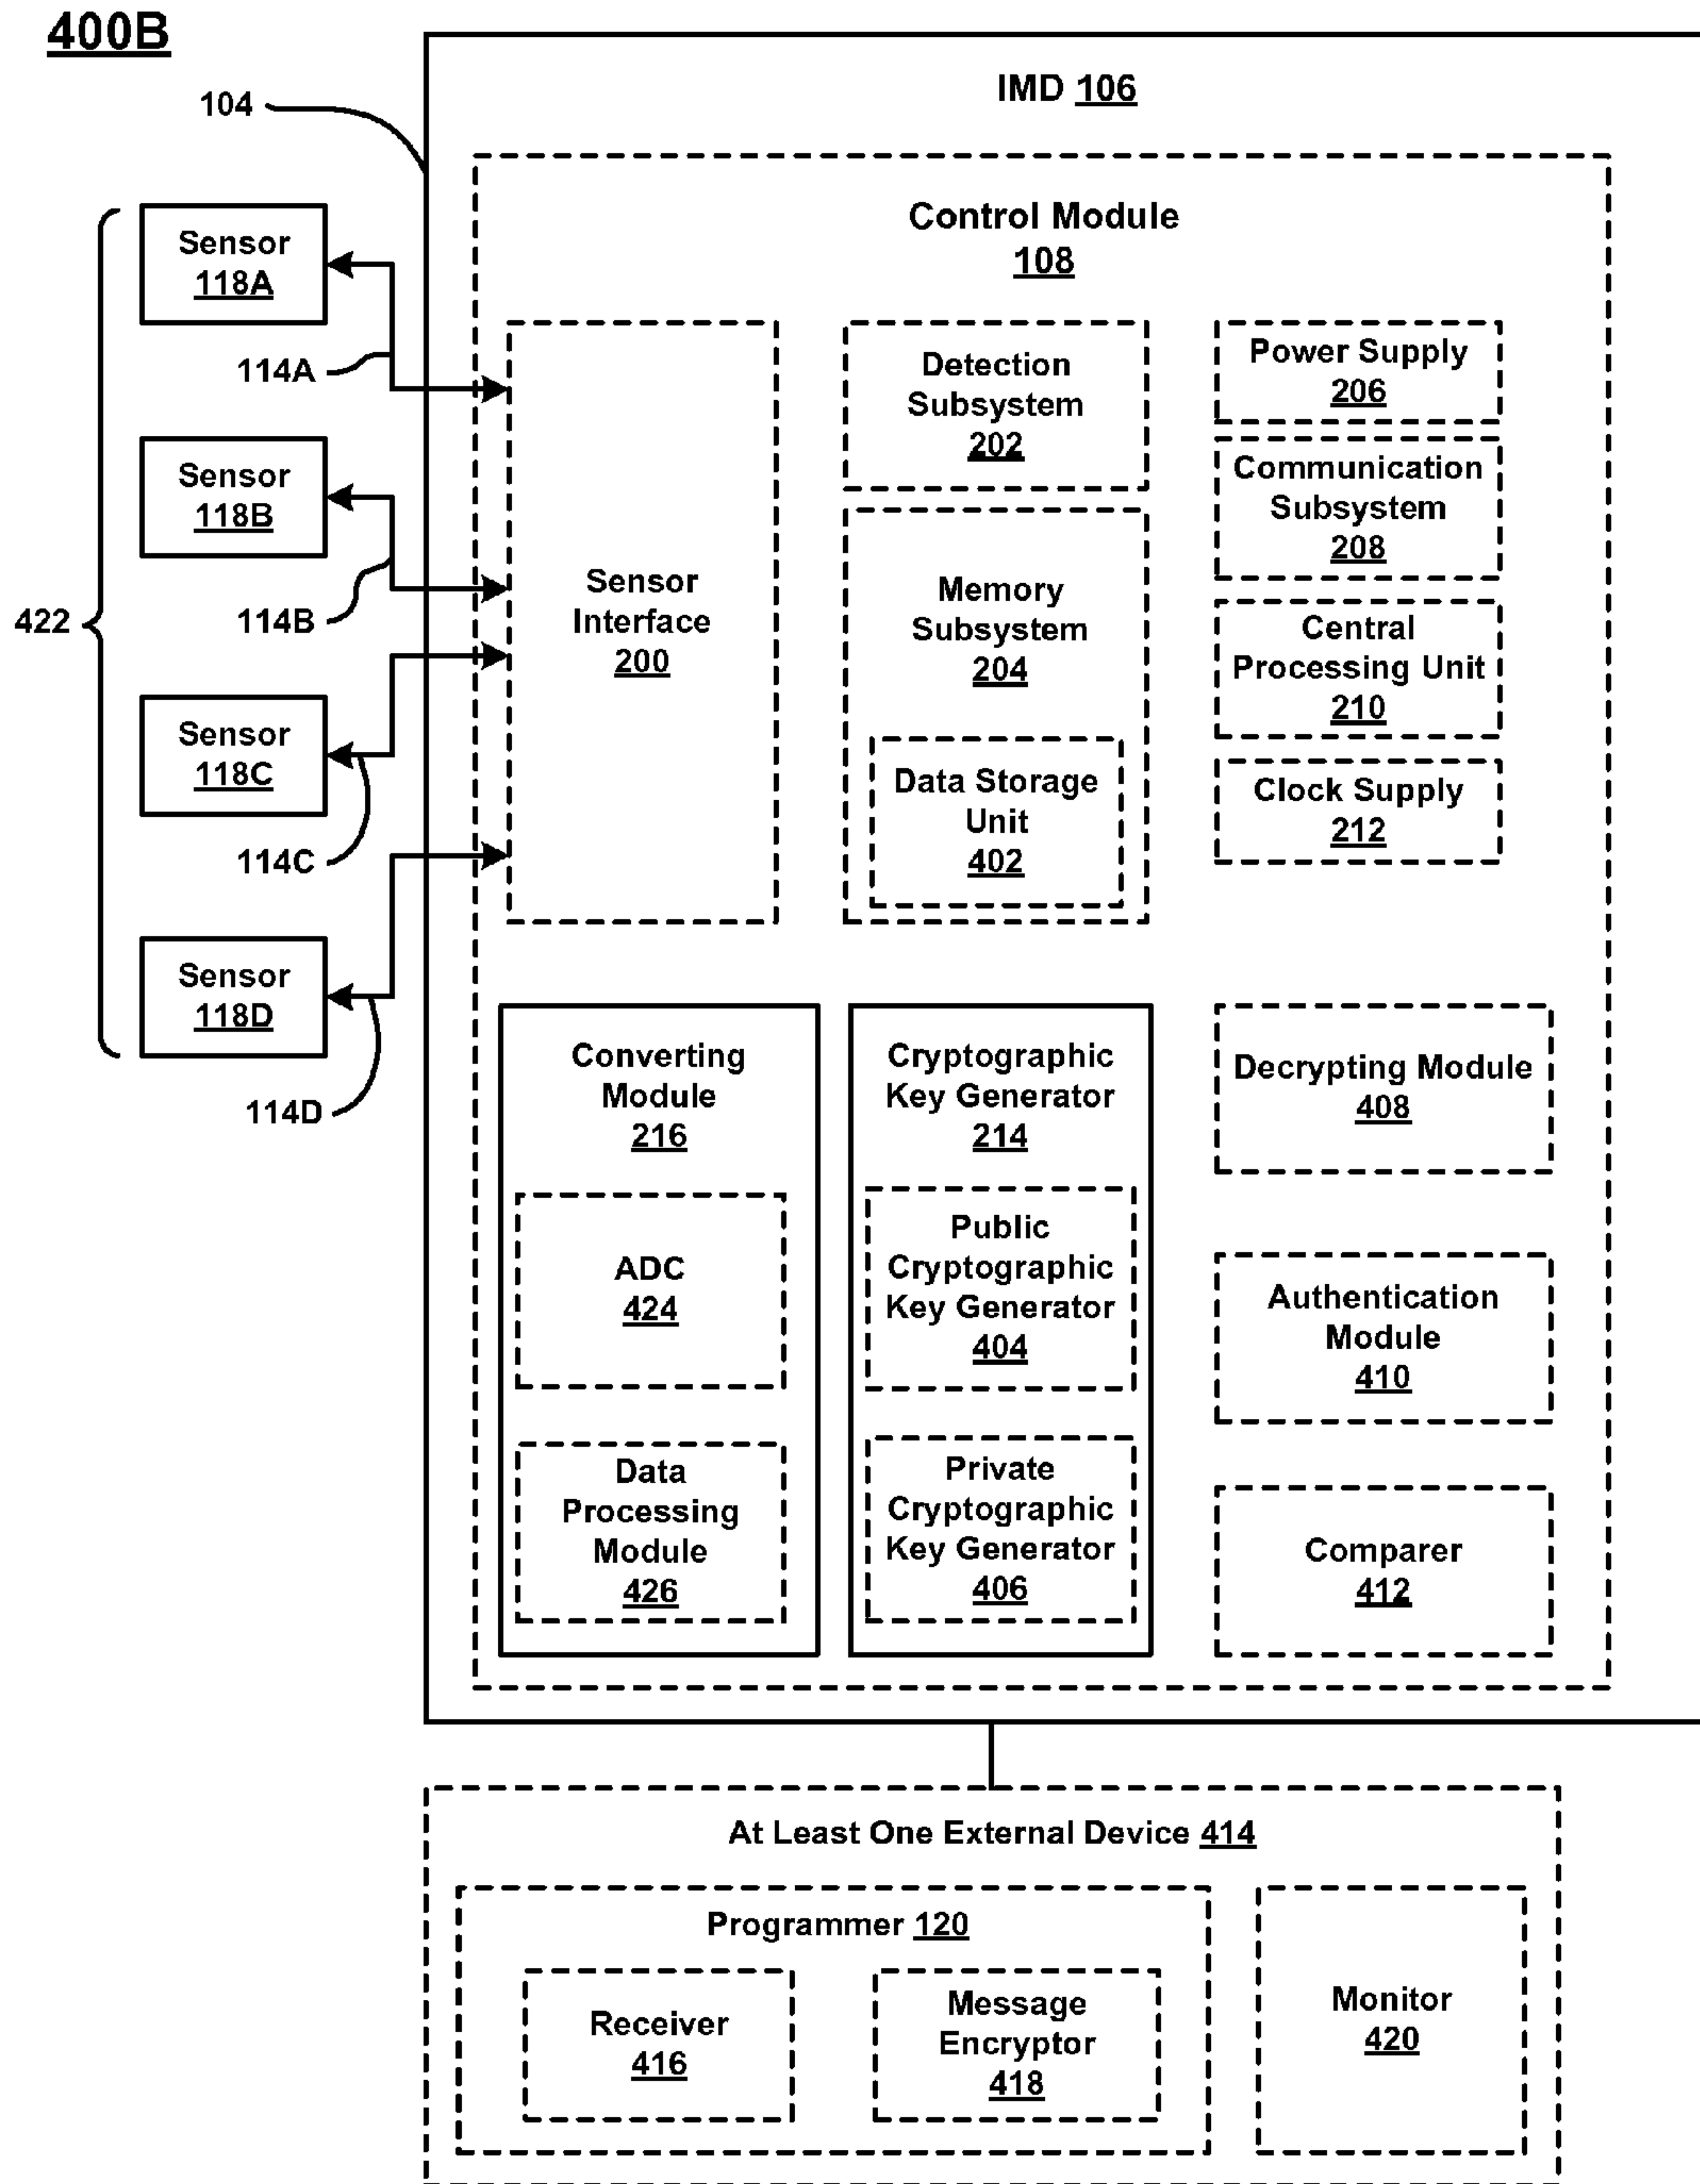 400B
104
IMD 106
Control Module
108
422
Sensor
118A
114A
Sensor
118B
114B
Sensor
118C
114C
Sensor
118D
114D
Sensor
Interface
200
Detection
Subsystem
202
Memory
Subsystem
204
Data Storage
Unit
402
Power Supply
206
Communication
Subsystem
208
Central
Processing Unit
210
Clock Supply
212
Converting
Module
216
ADC
424
Data
Processing
Module
426
Cryptographic
Key Generator
214
Public
Cryptographic
Key Generator
404
Private
Cryptographic
Key Generator
406
Decrypting Module
408
Authentication
Module
410
Comparer
412
At Least One External Device 414
Programmer 120
Receiver
416
Message
Encryptor
418
Monitor
420